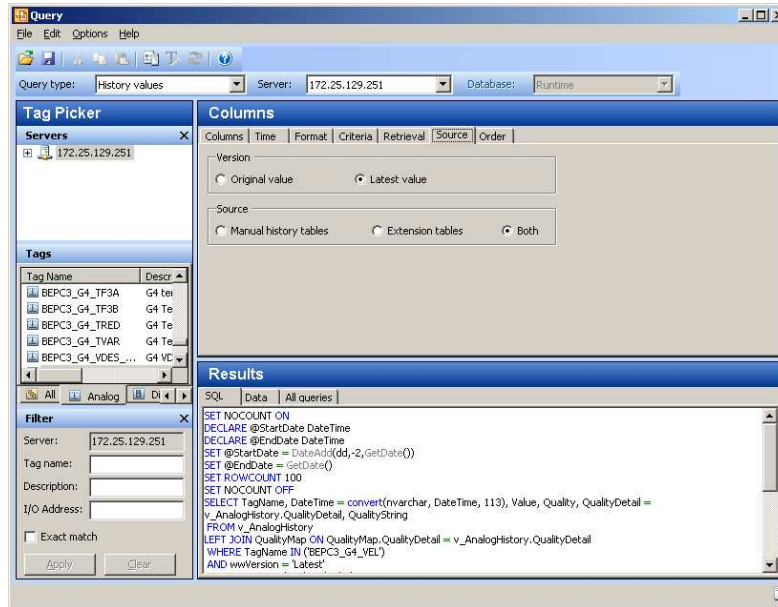 Query
File Edit Options Help
Query type: History values Server: 172.25.129.251 Database: Runtime
Tag Picker
Servers
172.25.129.251
Tags
Tag Name Descr
BEPC3_G4_TF3A G4 te
BEPC3_G4_TF3B G4 Te
BEPC3_G4_TRED G4 Te
BEPC3_G4_TVAR G4 Te
BEPC3_G4_VDES_... G4 VD
All Analog Di
Filter
Server: 172.25.129.251
Tag name:
Description:
I/O Address:
Exact match
Apply Clear
Columns
Columns Time Format Criteria Retrieval Source Order
Version
Original value Latest value
Source
Manual history tables Extension tables Both
Results
SQL Data All queries
SET NOCOUNT ON
DECLARE @StartDate DateTime
DECLARE @EndDate DateTime
SET @StartDate = DateAdd(dd,-2,GetDate())
SET @EndDate = GetDate()
SET ROWCOUNT 100
SET NOCOUNT OFF
SELECT TagName, DateTime = convert(nvarchar, DateTime, 113), Value, Quality, QualityDetail =
v_AnalogHistory.QualityDetail, QualityString
FROM v_AnalogHistory
LEFT JOIN QualityMap ON QualityMap.QualityDetail = v_AnalogHistory.QualityDetail
WHERE TagName IN ('BEPC3_G4_VEL')
AND wwVersion = 'Latest'